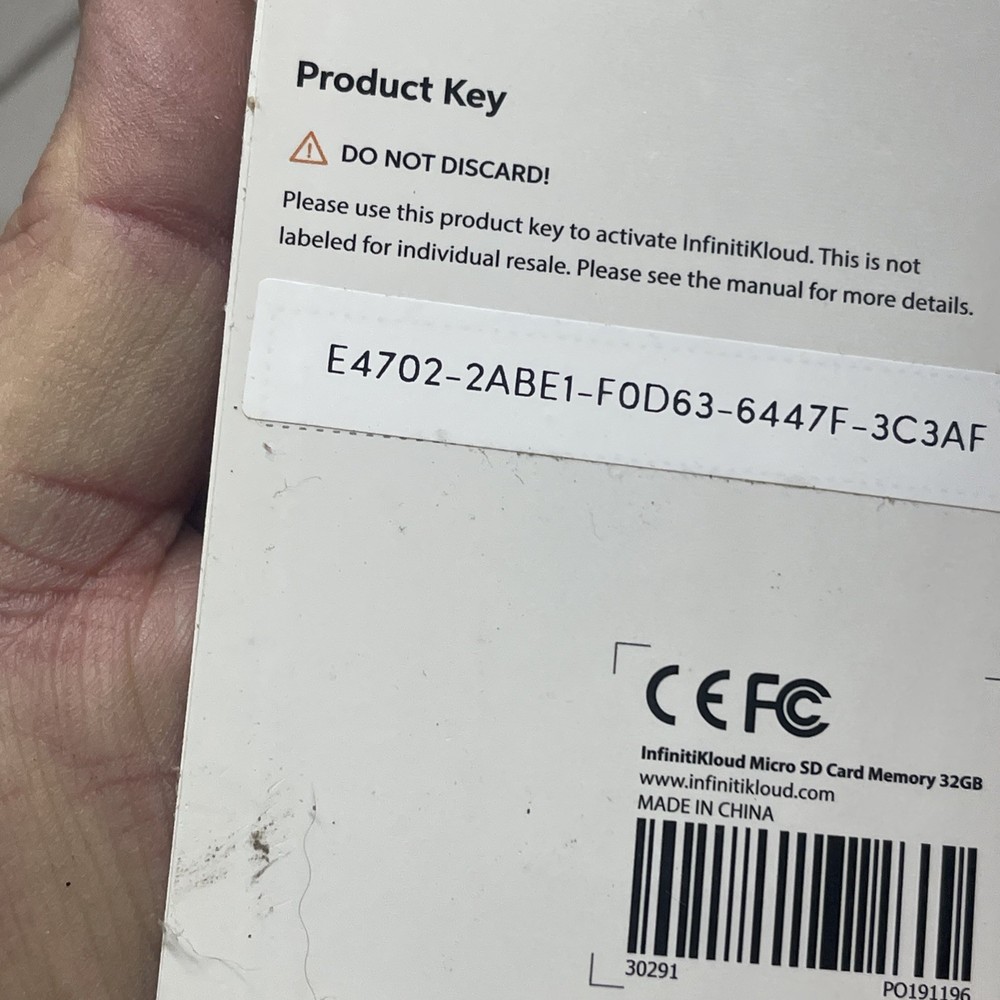 Product Key
DO NOT DISCARD!
Please use this product key to activate InfinitiKloud. This is not
labeled for individual resale. Please see the manual for more details.
E4702-2ABE1-F0D63-6447F-3C3AF
CE FC
InfinitiKloud Micro SD Card Memory 32GB
www.infinitikloud.com
MADE IN CHINA
30291
PO191196